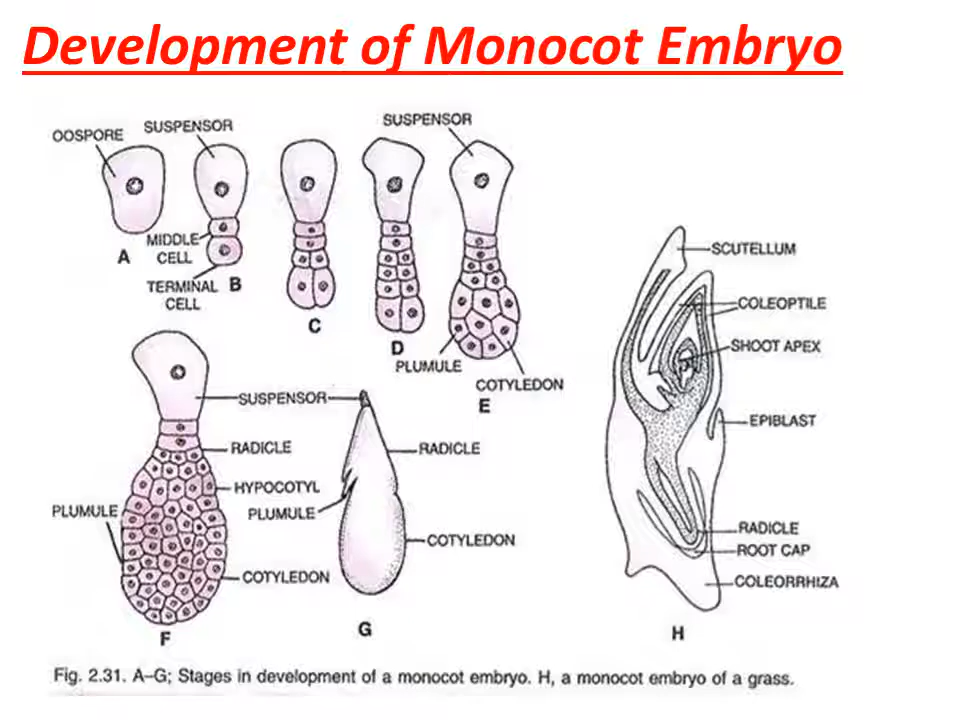 Development of Monocot Embryo
OOSPORE
SUSPENSOR
SUSPENSOR
A
MIDDLE
CELL
TERMINAL
CELL
B
C
D
PLUMULE
COTYLEDON
E
SUSPENSOR
RADICLE
HYPOCOTYL
PLUMULE
COTYLEDON
F
RADICLE
PLUMULE
COTYLEDON
G
SCUTELLUM
COLEOPTILE
SHOOT APEX
EPIBLAST
RADICLE
ROOT CAP
COLEORRHIZA
H
Fig. 2.31. A–G; Stages in development of a monocot embryo. H, a monocot embryo of a grass.